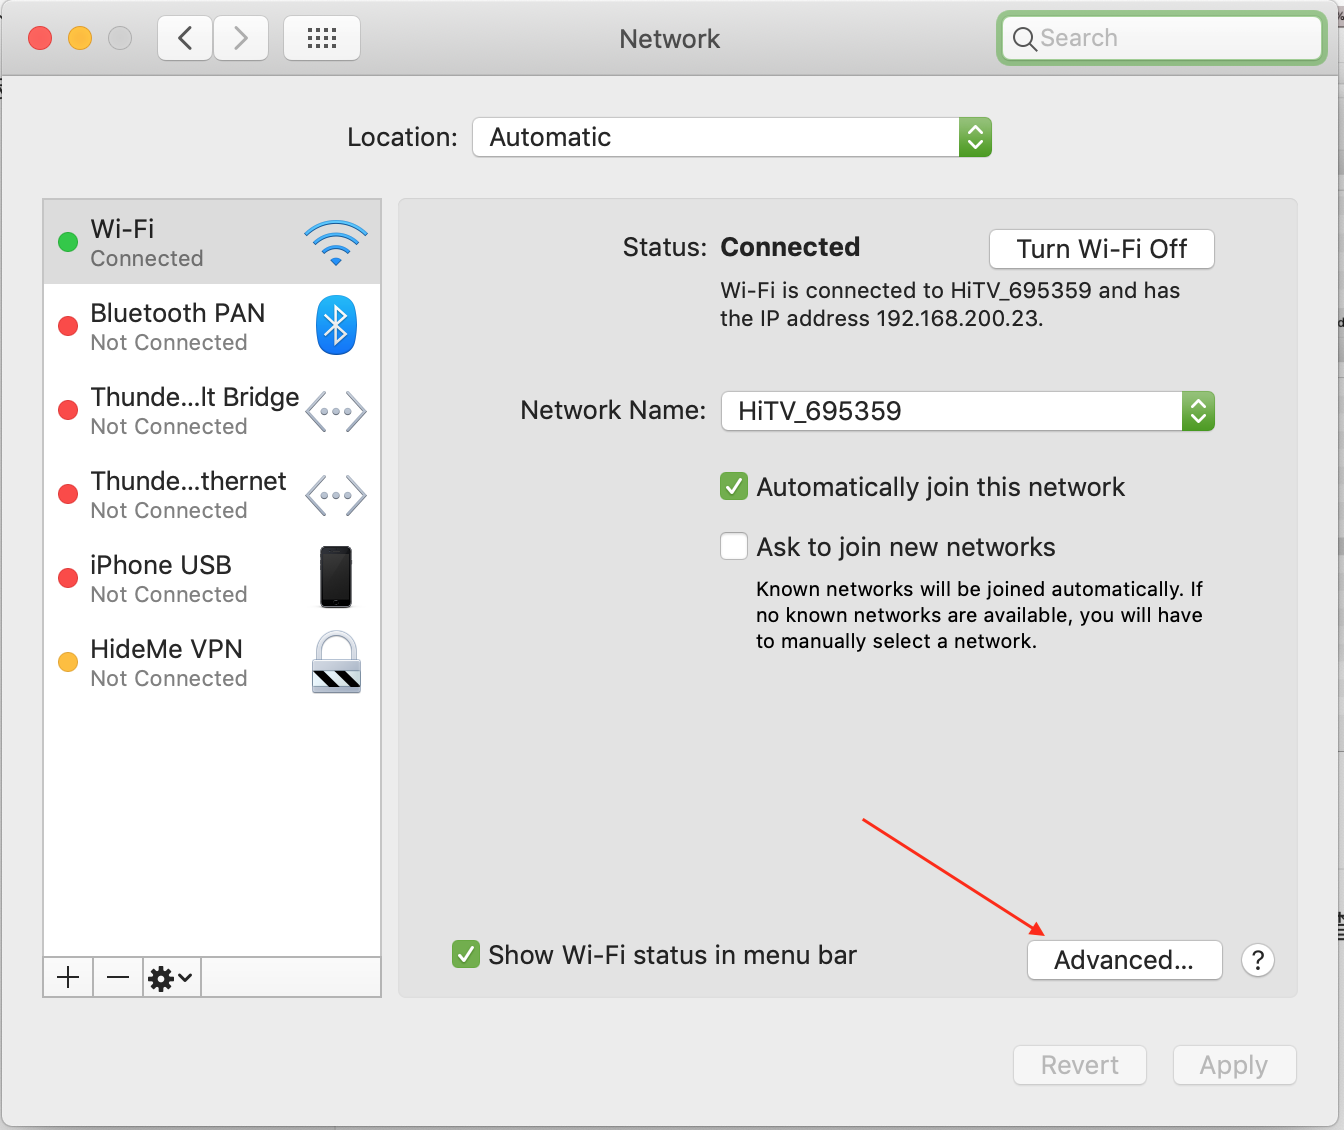 Network
Search
Location:
Automatic
Wi-Fi
Connected
Bluetooth PAN
Not Connected
Thunde...lt Bridge
Not Connected
Thunde...thernet
Not Connected
iPhone USB
Not Connected
HideMe VPN
Not Connected
Status: Connected
Turn Wi-Fi Off
Wi-Fi is connected to HiTV_695359 and has
the IP address 192.168.200.23.
Network Name:
HiTV_695359
Automatically join this network
Ask to join new networks
Known networks will be joined automatically. If
no known networks are available, you will have
to manually select a network.
Show Wi-Fi status in menu bar
Advanced...
?
Revert
Apply